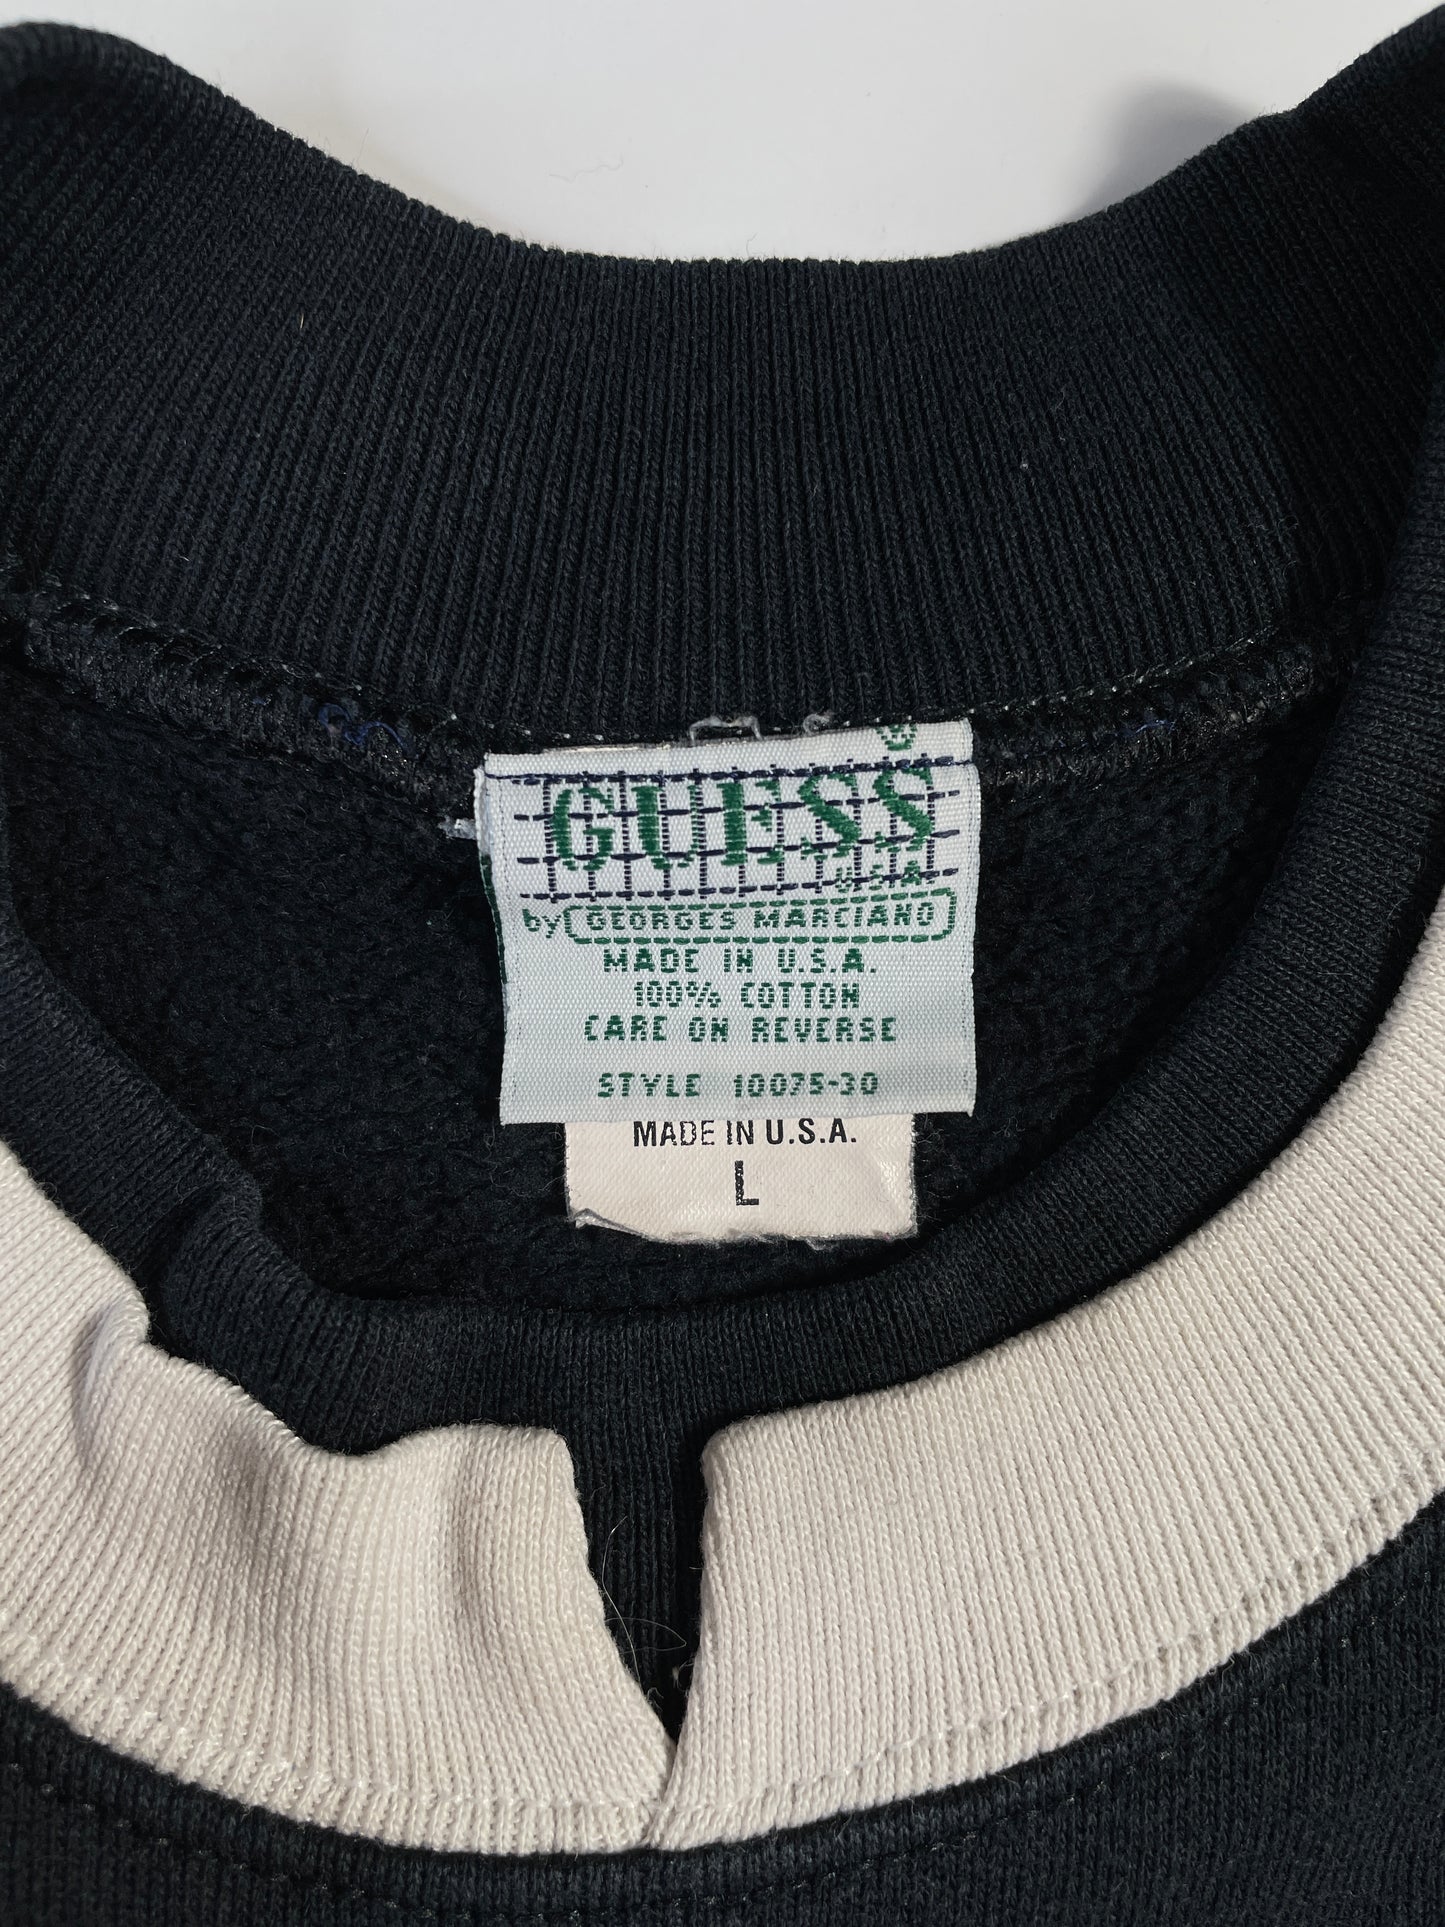 GUESS
U.S.A.
by GEORGES MARCIANO
MADE IN U.S.A.
100% COTTON
CARE ON REVERSE
STYLE 10075-30
MADE IN U.S.A.
L